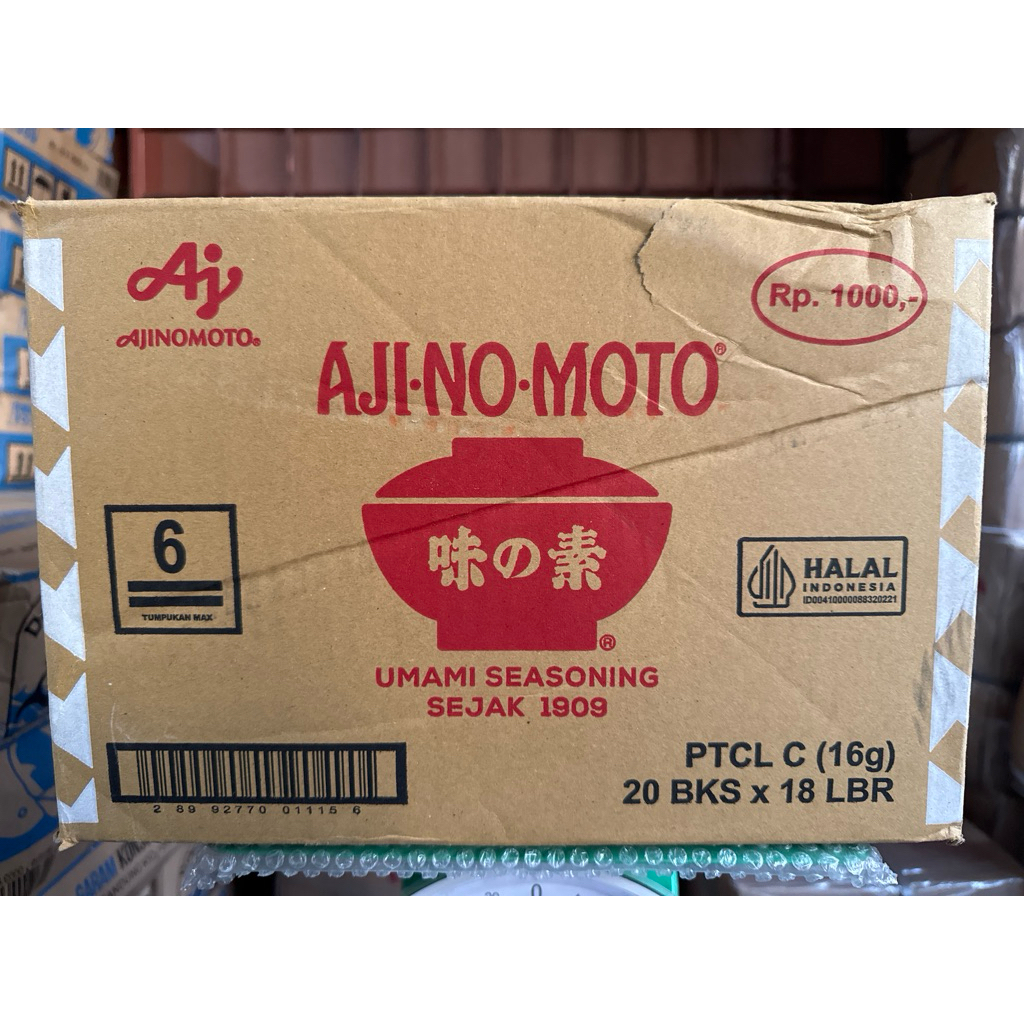 Aj
AJINOMOTO®
Rp. 1000,-
AJI-NO-MOTO®
味の素
®
6
TUMPUKAN MAX
HALAL
INDONESIA
ID00410000088320221
UMAMI SEASONING
SEJAK 1909
PTCL C (16g)
20 BKS x 18 LBR
2 89 92770 01115 6
0